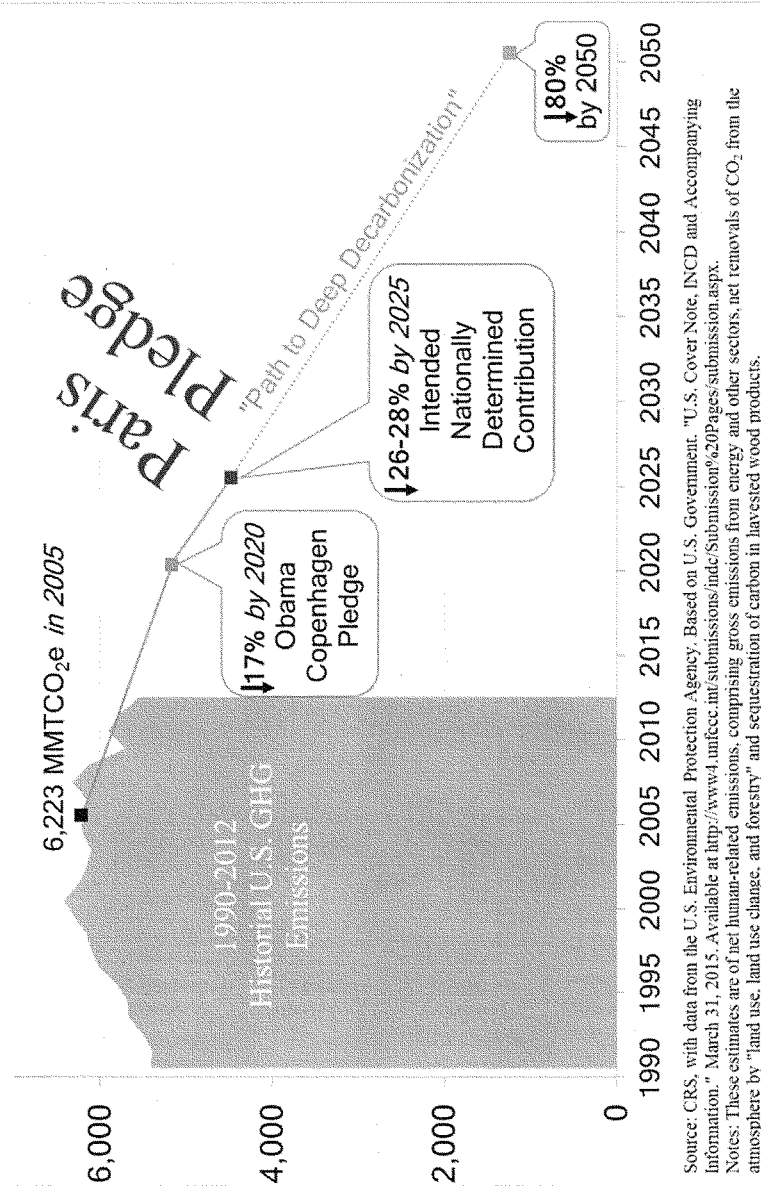 6,223 MMTCO₂e in 2005
Paris
Pledge
"Path to Deep Decarbonization"
1990-2012
Historial U.S. GHG
Emissions
17% by 2020
Obama
Copenhagen
Pledge
26-28% by 2025
Intended
Nationally
Determined
Contribution
80%
by 2050
6,000
4,000
2,000
0
1990 1995 2000 2005 2010 2015 2020 2025 2030 2035 2040 2045 2050
Source: CRS, with data from the U.S. Environmental Protection Agency. Based on U.S. Government. "U.S. Cover Note, INCD and Accompanying
Information." March 31, 2015. Available at http://www4.unfccc.int/submissions/indc/Submission%20Pages/submission.aspx.
Notes: These estimates are of net human-related emissions, comprising gross emissions from energy and other sectors, net removals of CO₂ from the
atmosphere by "land use, land use change, and forestry" and sequestration of carbon in havested wood products.